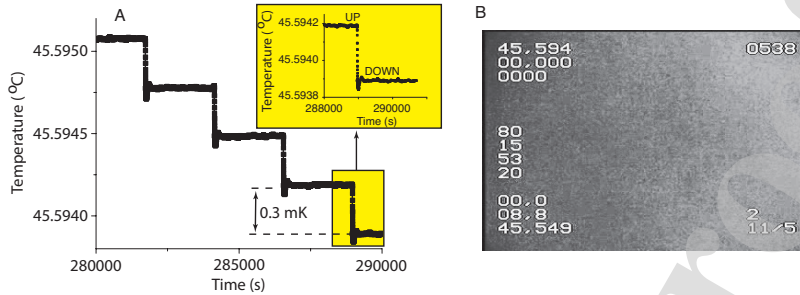 A
45.5950
45.5945
45.5940
Temperature ( °C)
280000
285000
290000
Time (s)
0.3 mK
45.5942
45.5940
45.5938
Temperature ( °C)
UP
DOWN
288000
290000
Time (s)
B
45.594 0538
00.000
0000
80
15
53
20
00.0
08.8 2
45.549 11/5